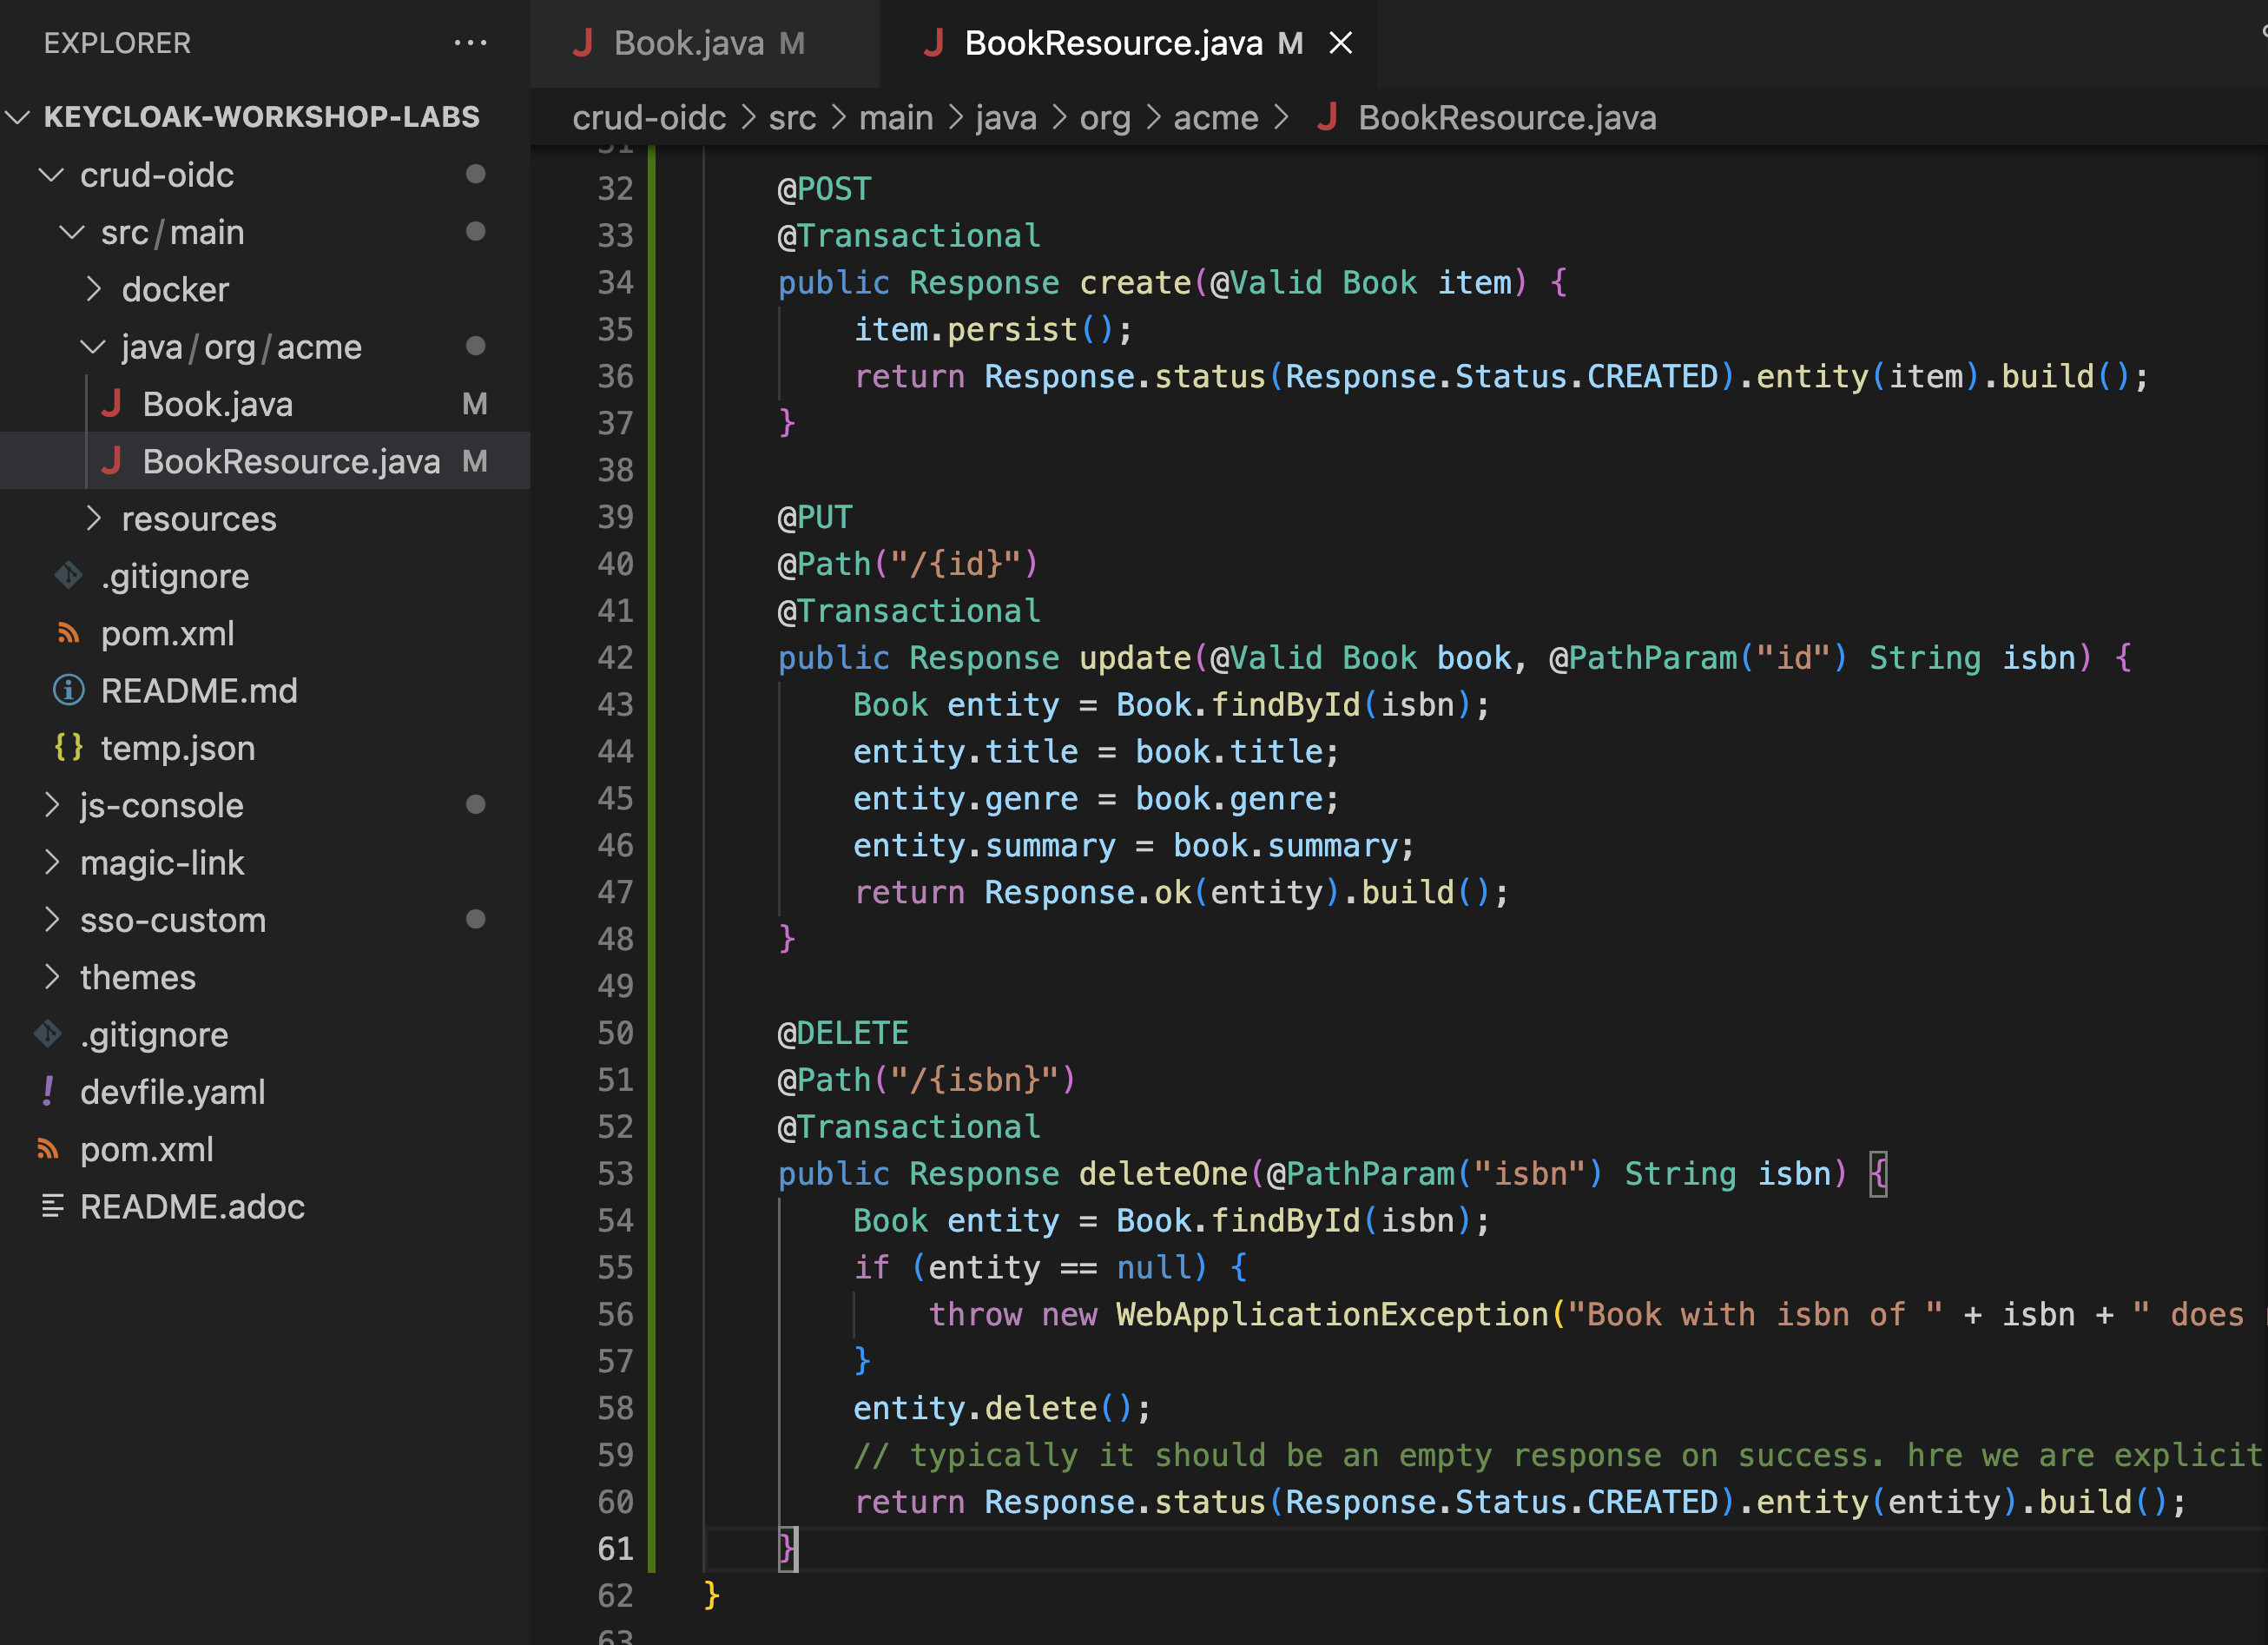 EXPLORER
KEYCLOAK-WORKSHOP-LABS
crud-oidc
src/main
docker
java/org/acme
Book.java M
BookResource.java M
resources
.gitignore
pom.xml
README.md
temp.json
js-console
magic-link
sso-custom
themes
.gitignore
devfile.yaml
pom.xml
README.adoc
Book.java M
BookResource.java M
crud-oidc > src > main > java > org > acme > BookResource.java
31
32 @POST
33 @Transactional
34 public Response create(@Valid Book item) {
35 item.persist();
36 return Response.status(Response.Status.CREATED).entity(item).build();
37 }
38
39 @PUT
40 @Path("/{id}")
41 @Transactional
42 public Response update(@Valid Book book, @PathParam("id") String isbn) {
43 Book entity = Book.findById(isbn);
44 entity.title = book.title;
45 entity.genre = book.genre;
46 entity.summary = book.summary;
47 return Response.ok(entity).build();
48 }
49
50 @DELETE
51 @Path("/{isbn}")
52 @Transactional
53 public Response deleteOne(@PathParam("isbn") String isbn) {
54 Book entity = Book.findById(isbn);
55 if (entity == null) {
56 throw new WebApplicationException("Book with isbn of " + isbn + " does
57 }
58 entity.delete();
59 // typically it should be an empty response on success. hre we are explicit
60 return Response.status(Response.Status.CREATED).entity(entity).build();
61 }
62 }
63